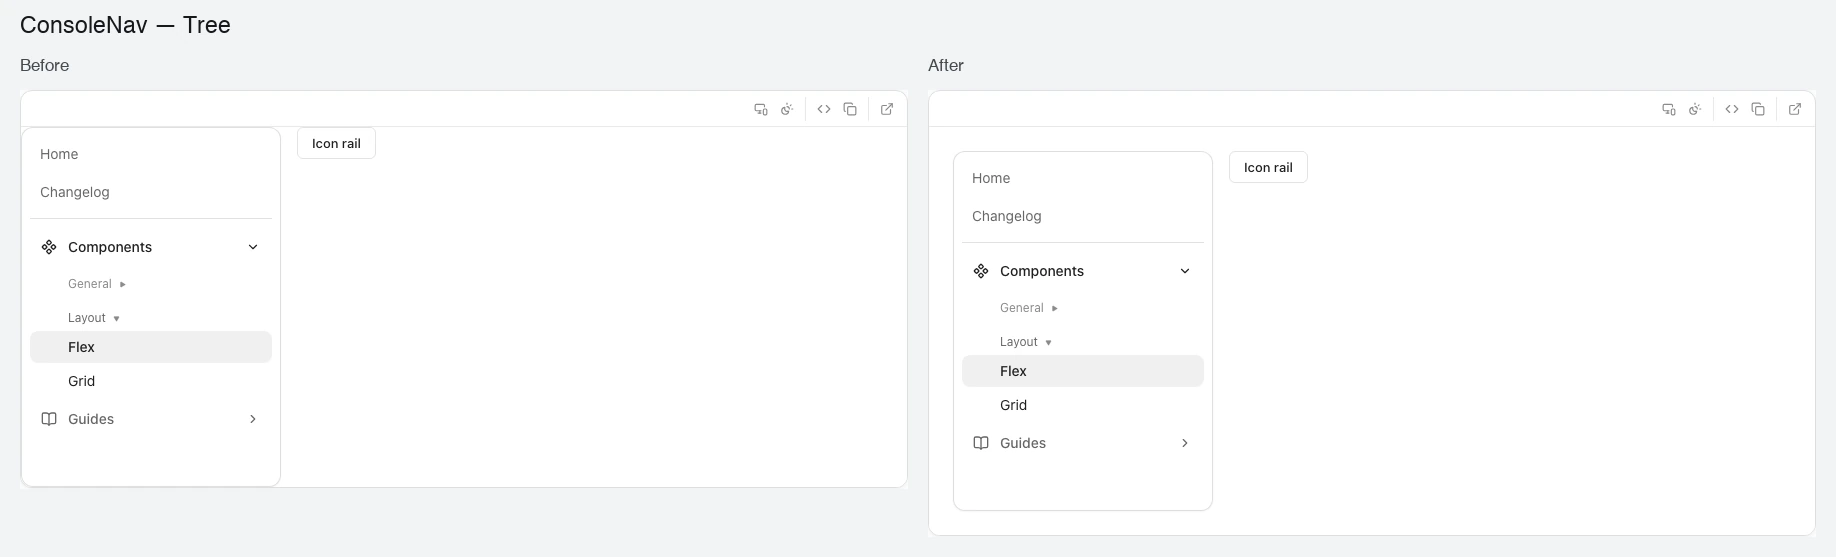 ConsoleNav — Tree
Before
Icon rail
Home
Changelog
Components
General
Layout
Flex
Grid
Guides
After
Icon rail
Home
Changelog
Components
General
Layout
Flex
Grid
Guides